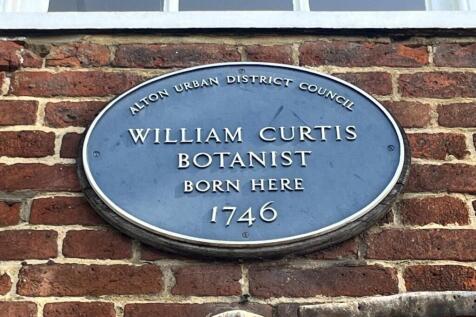 ALTON URBAN DISTRICT COUNCIL
WILLIAM CURTIS
BOTANIST
BORN HERE
1746